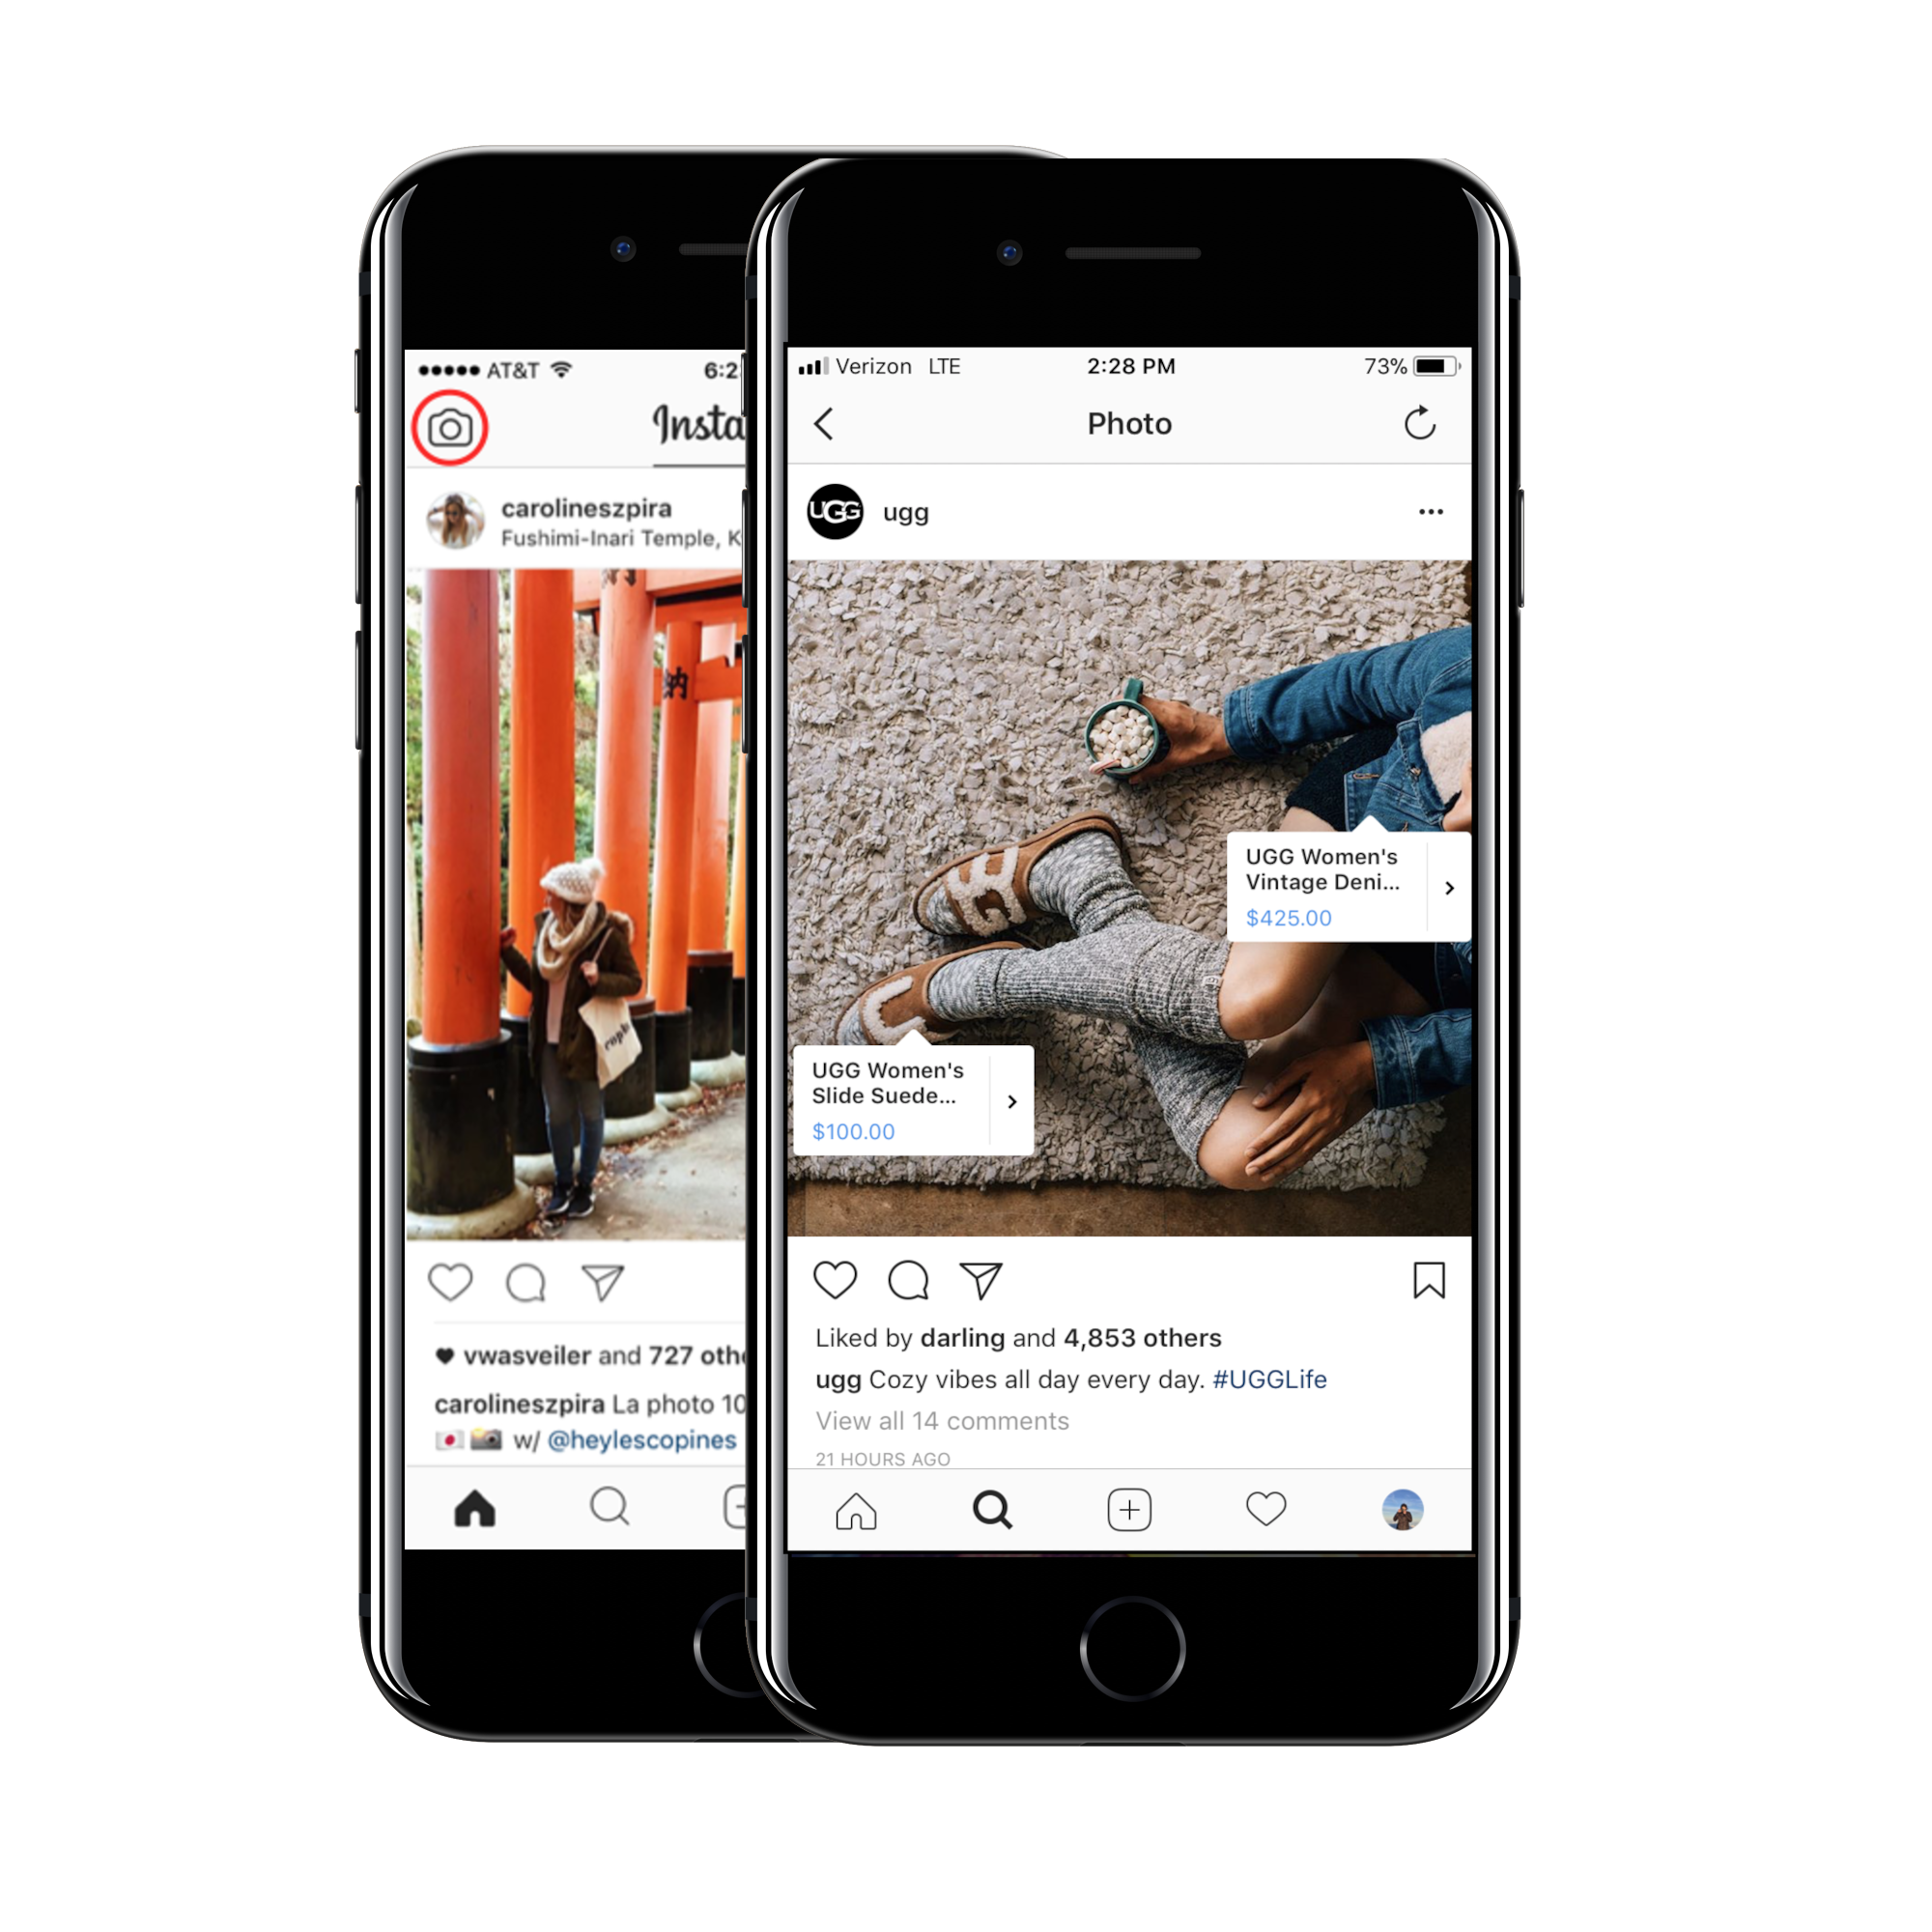 AT&T 6:2
Insta
carolineszpira
Fushimi-Inari Temple, K
納
vwasveiler and 727 othe
carolineszpira La photo 10
w/ @heylescopines
Verizon LTE 2:28 PM 73%
Photo
UGG ugg
UGG Women's
Vintage Deni...
$425.00
UGG Women's
Slide Suede...
$100.00
Liked by darling and 4,853 others
ugg Cozy vibes all day every day. #UGGLife
View all 14 comments
21 HOURS AGO